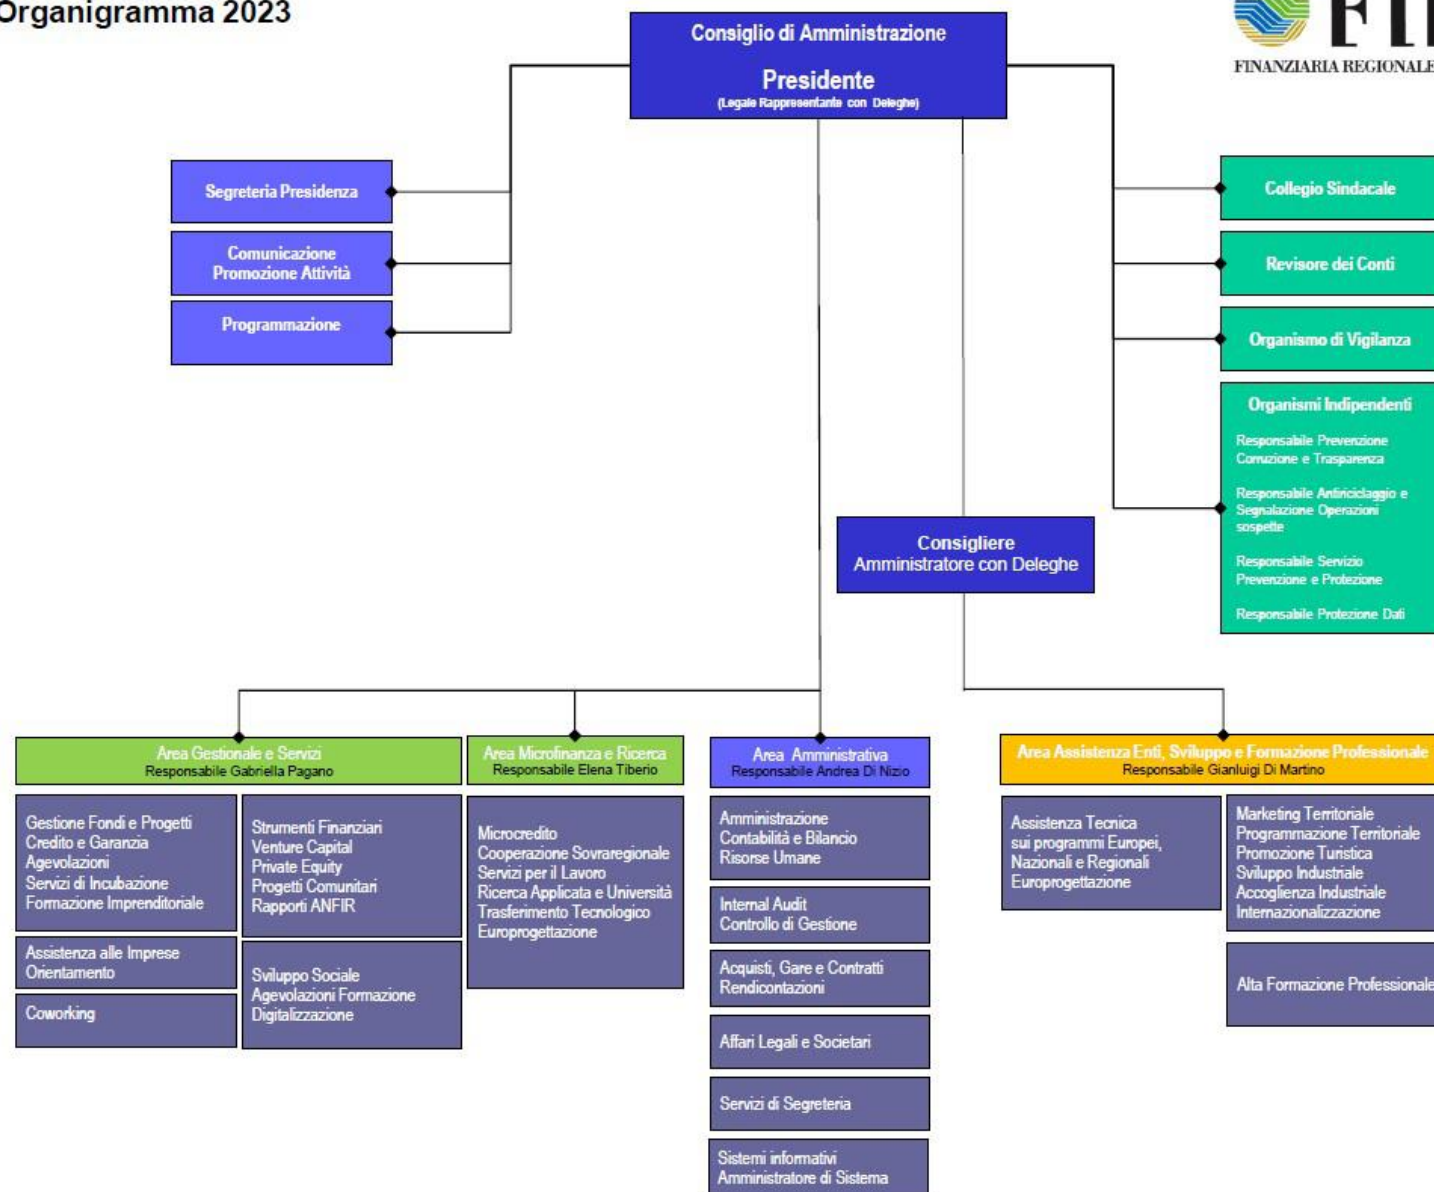 Organigramma 2023
FINANZIARIA REGIONALE
Consiglio di Amministrazione
Presidente
(Legale Rappresentante con Deleghe)
Segreteria Presidenza
Comunicazione
Promozione Attività
Programmazione
Collegio Sindacale
Revisore dei Conti
Organismo di Vigilanza
Organismi Indipendenti
Responsabile Prevenzione
Corruzione e Trasparenza
Responsabile Antiriciclaggio e
Segnalazione Operazioni
sospette
Responsabile Servizio
Prevenzione e Protezione
Responsabile Protezione Dati
Consigliere
Amministratore con Deleghe
Area Gestionale e Servizi
Responsabile Gabriella Pagano
Gestione Fondi e Progetti
Credito e Garanzia
Agevolazioni
Servizi di Incubazione
Formazione Imprenditoriale
Assistenza alle Imprese
Orientamento
Coworking
Strumenti Finanziari
Venture Capital
Private Equity
Progetti Comunitari
Rapporti ANFIR
Sviluppo Sociale
Agevolazioni Formazione
Digitalizzazione
Area Microfinanza e Ricerca
Responsabile Elena Tiberio
Microcredito
Cooperazione Sovraregionale
Servizi per il Lavoro
Ricerca Applicata e Università
Trasferimento Tecnologico
Europrogettazione
Area Amministrativa
Responsabile Andrea Di Nizio
Amministrazione
Contabilità e Bilancio
Risorse Umane
Internal Audit
Controllo di Gestione
Acquisti, Gare e Contratti
Rendicontazioni
Affari Legali e Societari
Servizi di Segreteria
Sistemi informativi
Amministratore di Sistema
Area Assistenza Enti, Sviluppo e Formazione Professionale
Responsabile Gianluigi Di Martino
Assistenza Tecnica
sui programmi Europei,
Nazionali e Regionali
Europrogettazione
Marketing Territoriale
Programmazione Territoriale
Promozione Turistica
Sviluppo Industriale
Accoglienza Industriale
Internazionalizzazione
Alta Formazione Professionale